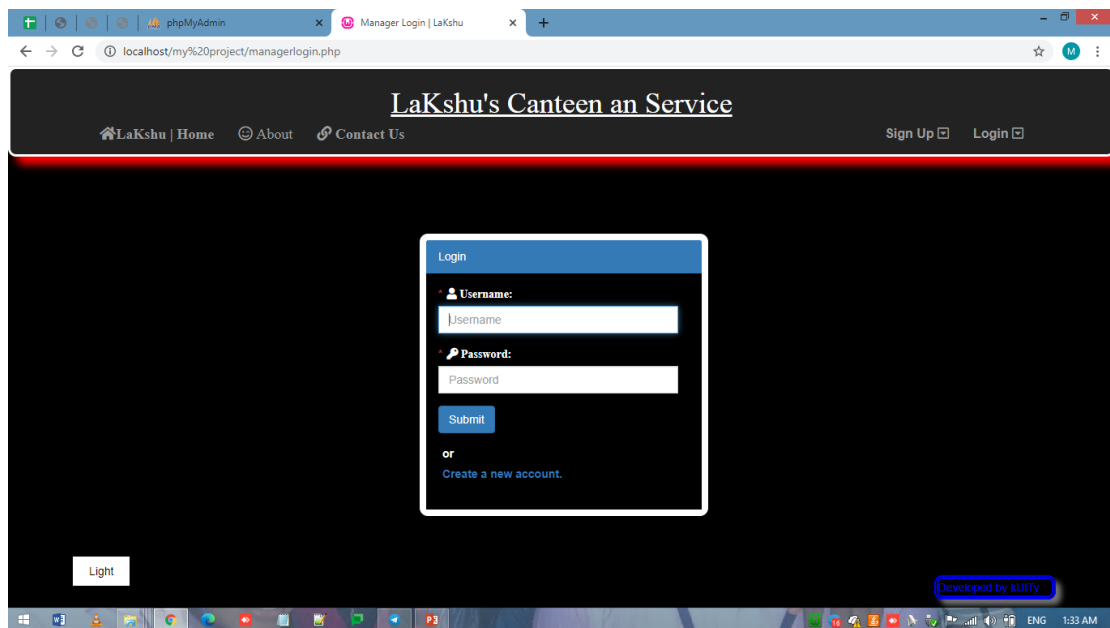 phpMyAdmin
Manager Login | LaKshu
localhost/my%20project/managerlogin.php
M
LaKshu's Canteen an Service
LaKshu | Home
About
Contact Us
Sign Up
Login
Login
* Username:
Username
* Password:
Password
Submit
or
Create a new account.
Light
Developed by
ENG
1:33 AM